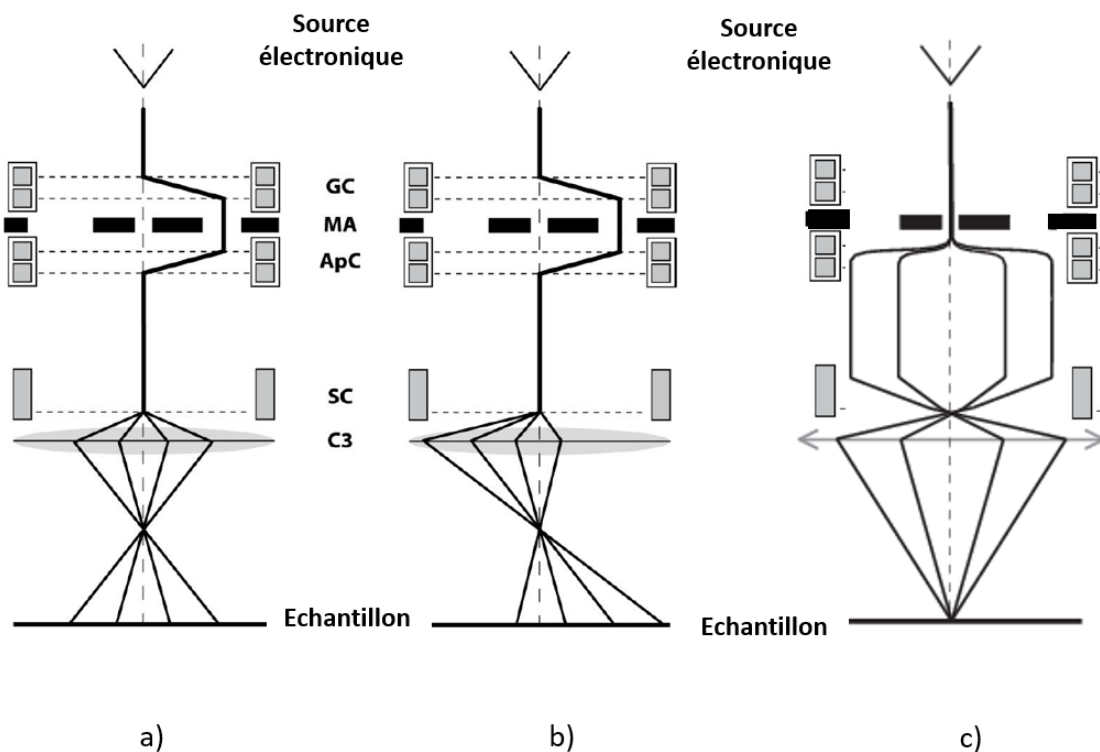 Source
électronique
Source
électronique
GC
MA
ApC
SC
C3
Echantillon
Echantillon
a)
b)
c)